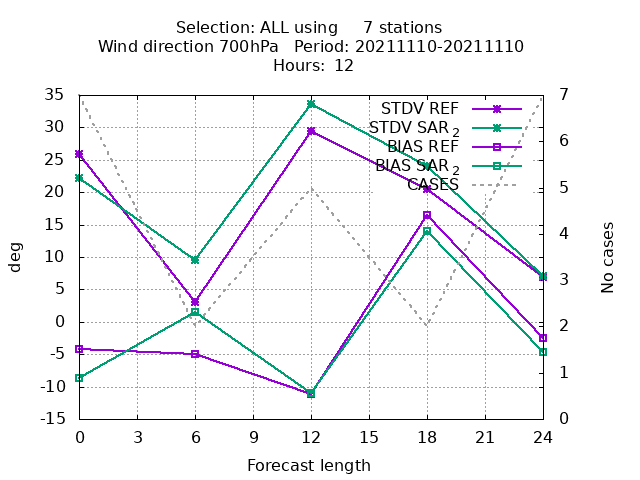 Selection: ALL using     7 stations
Wind direction 700hPa   Period: 20211110-20211110
Hours:  12
STDV REF
STDV SAR2
BIAS REF
BIAS SAR2
CASES
35
30
25
20
15
10
5
0
-5
-10
-15
deg
7
6
5
4
3
2
1
0
No cases
0 3 6 9 12 15 18 21 24
Forecast length